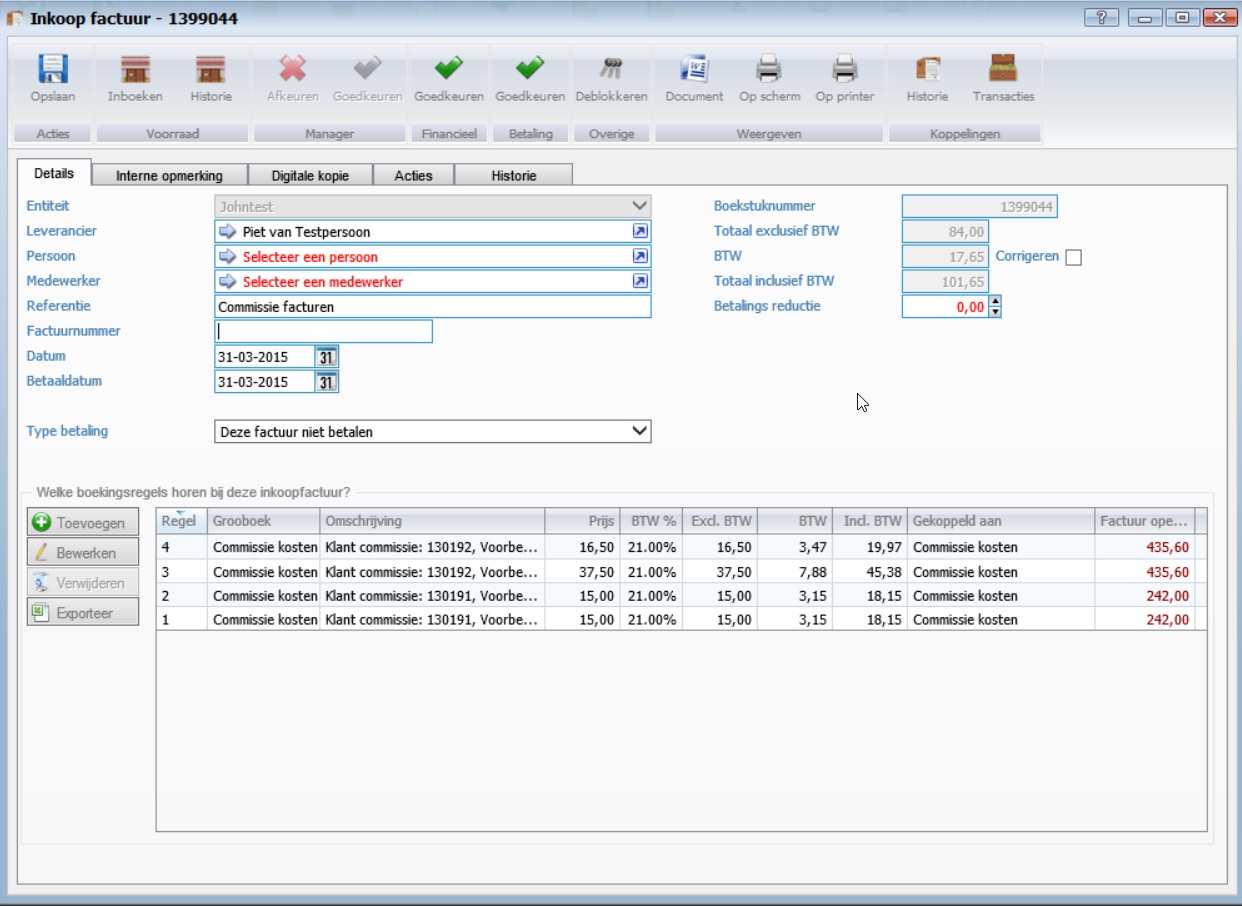 Inkoop factuur - 1399044
?
Opslaan Inboeken Historie Afkeuren Goedkeuren Goedkeuren Goedkeuren Deblokkeren Document Op scherm Op printer Historie Transacties
Acties Voorraad Manager Financieel Betaling Overige Weergeven Koppelingen
Details Interne opmerking Digitale kopie Acties Historie
Entiteit Johntest Boekstuknummer 1399044
Leverancier Piet van Testpersoon Totaal exclusief BTW 84,00
Persoon Selecteer een persoon BTW 17,65 Corrigeren
Medewerker Selecteer een medewerker Totaal inclusief BTW 101,65
Referentie Commissie facturen Betalings reductie 0,00
Factuurnummer
Datum 31-03-2015 31
Betaaldatum 31-03-2015 31
Type betaling Deze factuur niet betalen
Welke boekingsregels horen bij deze inkoopfactuur?
Toevoegen
Bewerken
Verwijderen
Exporteer
Regel Grooboek Omschrijving Prijs BTW % Excl. BTW BTW Incl. BTW Gekoppeld aan Factuur ope...
4 Commissie kosten Klant commissie: 130192, Voorbe... 16,50 21.00% 16,50 3,47 19,97 Commissie kosten 435,60
3 Commissie kosten Klant commissie: 130192, Voorbe... 37,50 21.00% 37,50 7,88 45,38 Commissie kosten 435,60
2 Commissie kosten Klant commissie: 130191, Voorbe... 15,00 21.00% 15,00 3,15 18,15 Commissie kosten 242,00
1 Commissie kosten Klant commissie: 130191, Voorbe... 15,00 21.00% 15,00 3,15 18,15 Commissie kosten 242,00